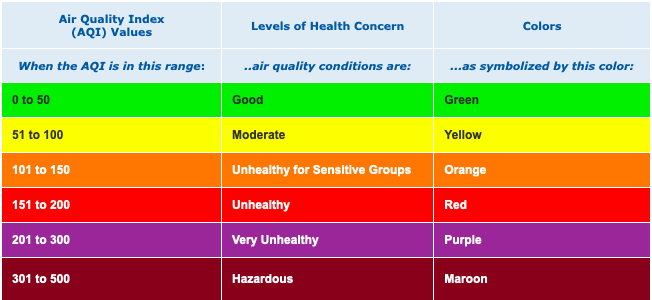 Air Quality Index
(AQI) Values
Levels of Health Concern
Colors
When the AQI is in this range:
..air quality conditions are:
...as symbolized by this color:
0 to 50
Good
Green
51 to 100
Moderate
Yellow
101 to 150
Unhealthy for Sensitive Groups
Orange
151 to 200
Unhealthy
Red
201 to 300
Very Unhealthy
Purple
301 to 500
Hazardous
Maroon